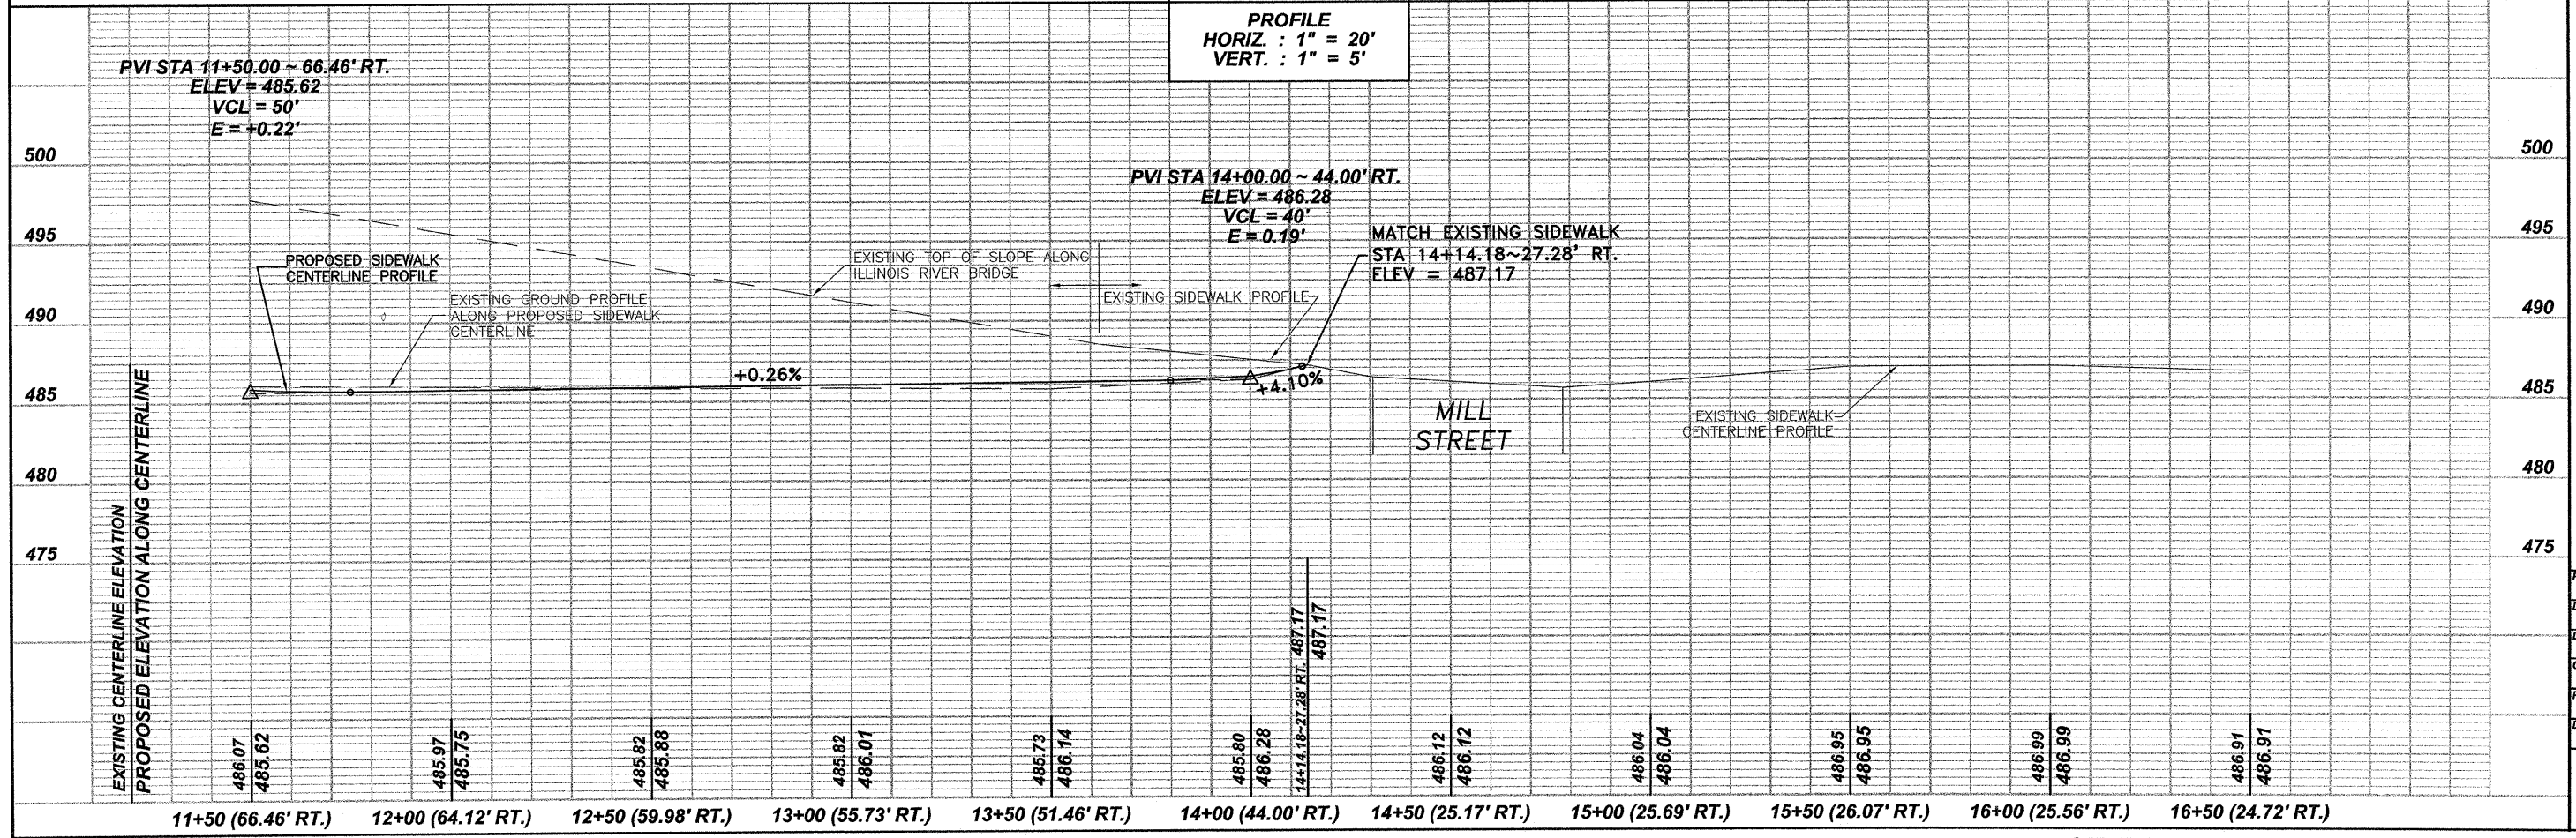 PROFILE
HORIZ. : 1" = 20'
VERT. : 1" = 5'
PVI STA 11+50.00 ~ 66.46' RT.
ELEV = 485.62
VCL = 50'
E = +0.22'
500
500
PVI STA 14+00.00 ~ 44.00' RT.
ELEV = 486.28
VCL = 40'
E = 0.19'
495
495
MATCH EXISTING SIDEWALK
STA 14+14.18~27.28' RT.
ELEV = 487.17
PROPOSED SIDEWALK
CENTERLINE PROFILE
EXISTING TOP OF SLOPE ALONG
ILLINOIS RIVER BRIDGE
EXISTING SIDEWALK PROFILE
EXISTING GROUND PROFILE
ALONG PROPOSED SIDEWALK
CENTERLINE
490
490
+0.26%
+4.10%
485
485
MILL
STREET
EXISTING SIDEWALK
CENTERLINE PROFILE
480
480
475
475
EXISTING CENTERLINE ELEVATION
PROPOSED ELEVATION ALONG CENTERLINE
486.07
485.62
485.97
485.75
485.82
485.88
485.82
486.01
485.73
486.14
485.80
486.28
14+14.18~27.28' RT. 487.17
487.17
486.12
486.12
486.04
486.04
486.95
486.95
486.99
486.99
486.91
486.91
11+50 (66.46' RT.)
12+00 (64.12' RT.)
12+50 (59.98' RT.)
13+00 (55.73' RT.)
13+50 (51.46' RT.)
14+00 (44.00' RT.)
14+50 (25.17' RT.)
15+00 (25.69' RT.)
15+50 (26.07' RT.)
16+00 (25.56' RT.)
16+50 (24.72' RT.)